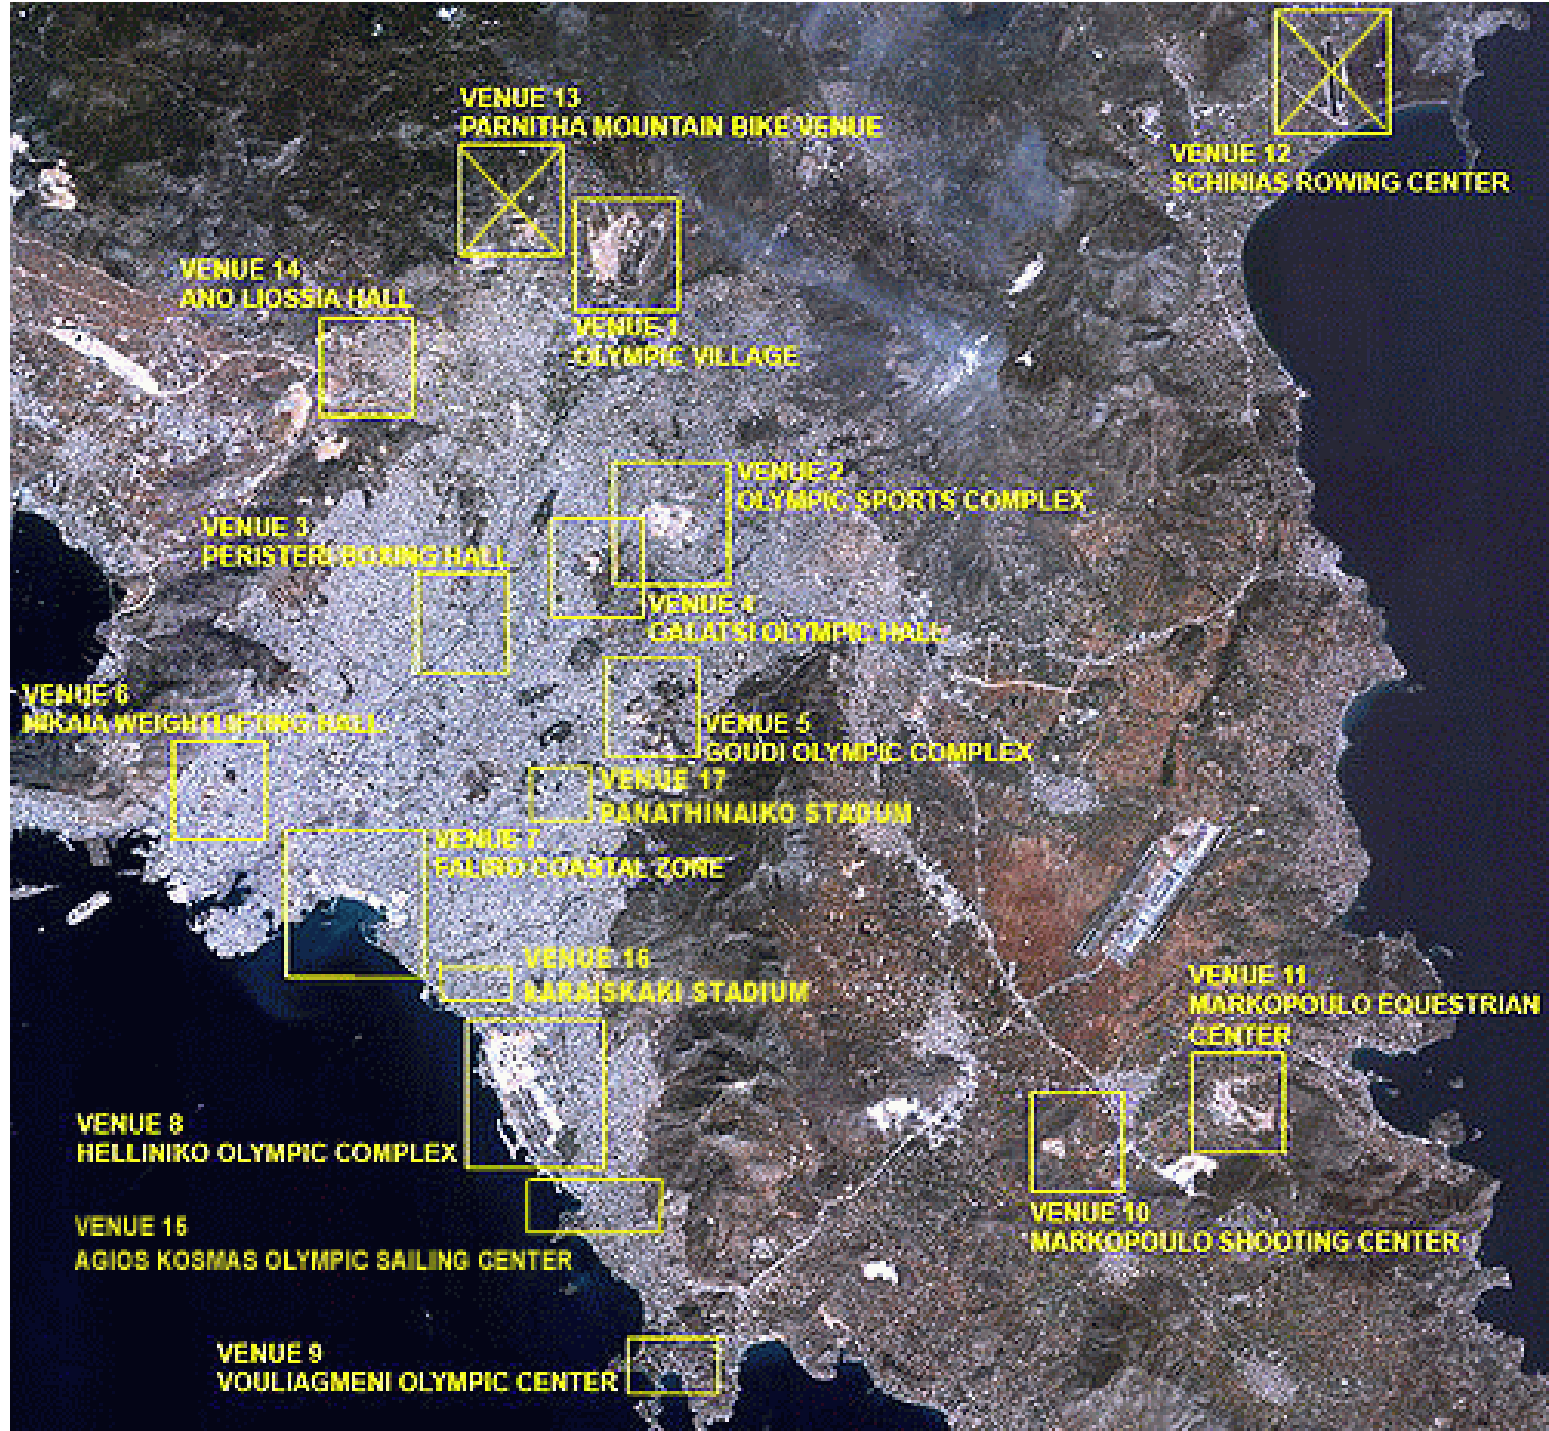 VENUE 13
PARNITHA MOUNTAIN BIKE VENUE
VENUE 12
SCHINIAS ROWING CENTER
VENUE 14
ANO LIOSSIA HALL
VENUE 1
OLYMPIC VILLAGE
VENUE 2
OLYMPIC SPORTS COMPLEX
VENUE 3
PERISTERI BOXING HALL
VENUE 4
GALATSI OLYMPIC HALL
VENUE 6
NIKAIA WEIGHTLIFTING HALL
VENUE 5
GOUDI OLYMPIC COMPLEX
VENUE 17
PANATHINAIKO STADUM
VENUE 7
FALIRO COASTAL ZONE
VENUE 16
KARAISKAKI STADIUM
VENUE 11
MARKOPOULO EQUESTRIAN
CENTER
VENUE 8
HELLINIKO OLYMPIC COMPLEX
VENUE 10
MARKOPOULO SHOOTING CENTER
VENUE 15
AGIOS KOSMAS OLYMPIC SAILING CENTER
VENUE 9
VOULIAGMENI OLYMPIC CENTER